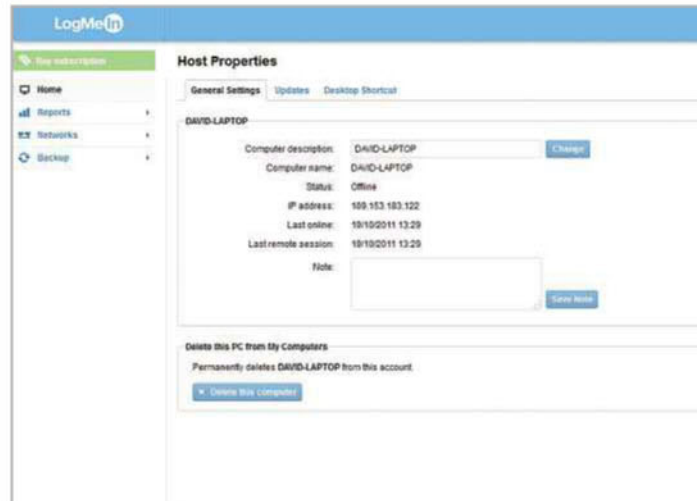 LogMeIn
Buy subscription
Home
Reports
Networks
Backup
Host Properties
General Settings Updates Desktop Shortcut
DAVID-LAPTOP
Computer description: DAVID-LAPTOP Change
Computer name: DAVID-LAPTOP
Status: Offline
IP address: 109.153.183.122
Last online: 19/10/2011 13:29
Last remote session: 19/10/2011 13:29
Note:
Save Note
Delete this PC from My Computers
Permanently deletes DAVID-LAPTOP from this account.
× Delete this computer